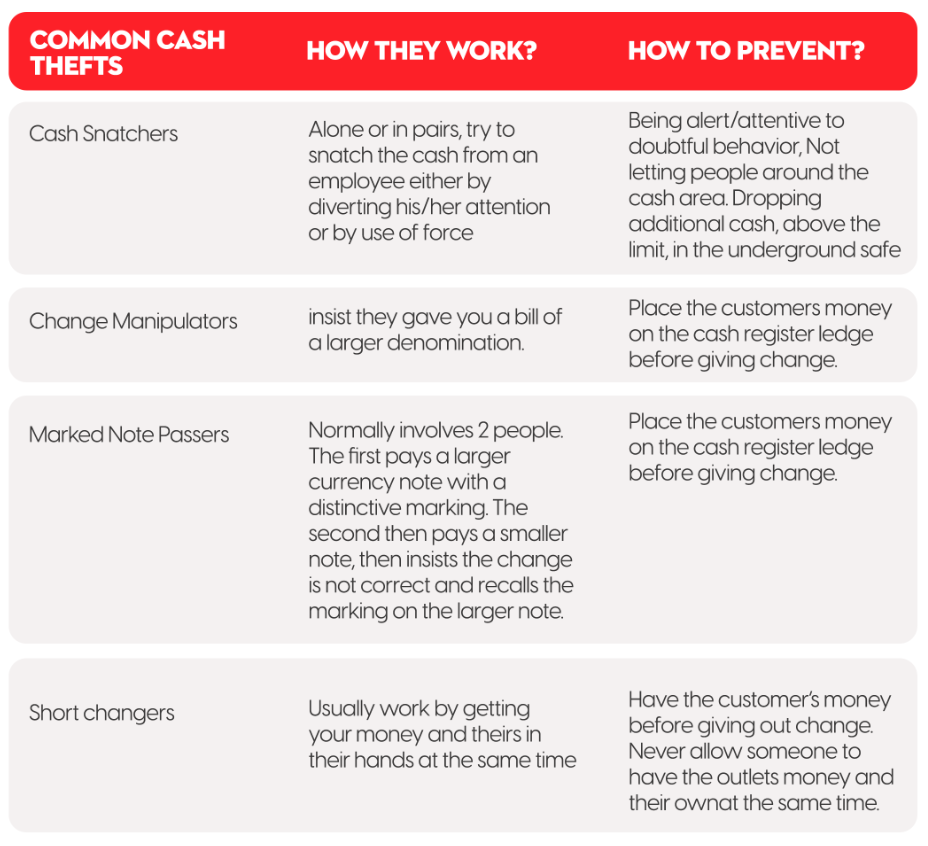 COMMON CASH
THEFTS
HOW THEY WORK?
HOW TO PREVENT?
Cash Snatchers
Alone or in pairs, try to
snatch the cash from an
employee either by
diverting his/her attention
or by use of force
Being alert/attentive to
doubtful behavior, Not
letting people around the
cash area. Dropping
additional cash, above the
limit, in the underground safe
Change Manipulators
insist they gave you a bill of
a larger denomination.
Place the customers money
on the cash register ledge
before giving change.
Marked Note Passers
Normally involves 2 people.
The first pays a larger
currency note with a
distinctive marking. The
second then pays a smaller
note, then insists the change
is not correct and recalls the
marking on the larger note.
Place the customers money
on the cash register ledge
before giving change.
Short changers
Usually work by getting
your money and theirs in
their hands at the same time
Have the customer's money
before giving out change.
Never allow someone to
have the outlets money and
their ownat the same time.